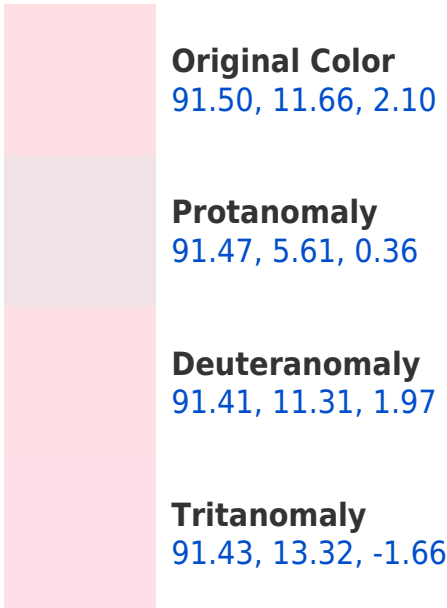 Original Color
91.50, 11.66, 2.10
Protanomaly
91.47, 5.61, 0.36
Deuteranomaly
91.41, 11.31, 1.97
Tritanomaly
91.43, 13.32, -1.66